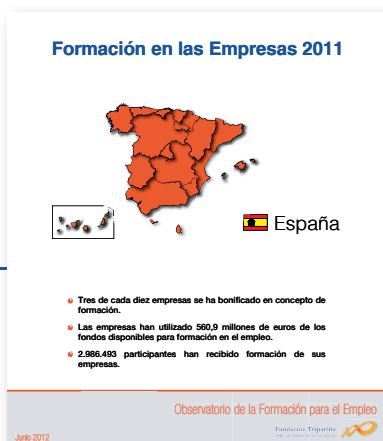 Formación en las Empresas 2011
España
Tres de cada diez empresas se ha bonificado en concepto de
formación.
Las empresas han utilizado 560,9 millones de euros de los
fondos disponibles para formación en el empleo.
2.986.493 participantes han recibido formación de sus
empresas.
Observatorio de la Formación para el Empleo
Fundación Tripartita
Junio 2012